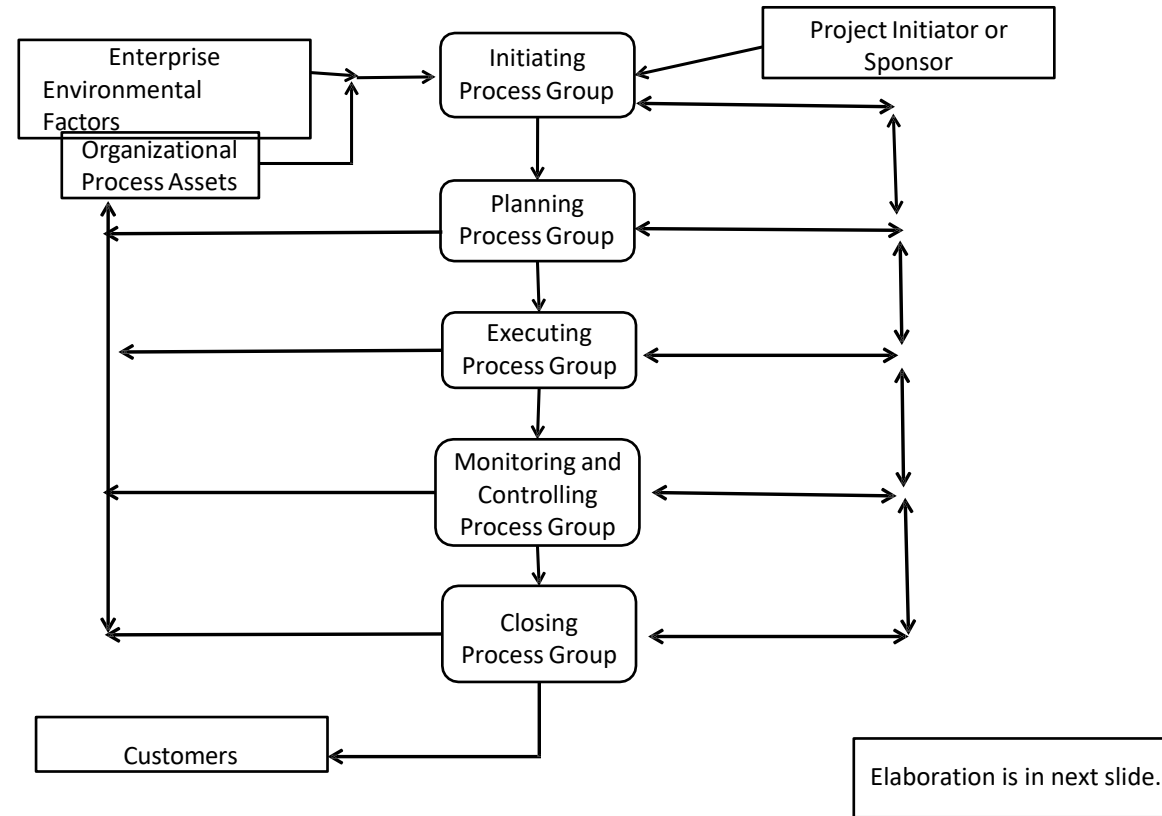 Enterprise
Environmental
Factors
Organizational
Process Assets
Initiating
Process Group
Project Initiator or
Sponsor
Planning
Process Group
Executing
Process Group
Monitoring and
Controlling
Process Group
Closing
Process Group
Customers
Elaboration is in next slide.